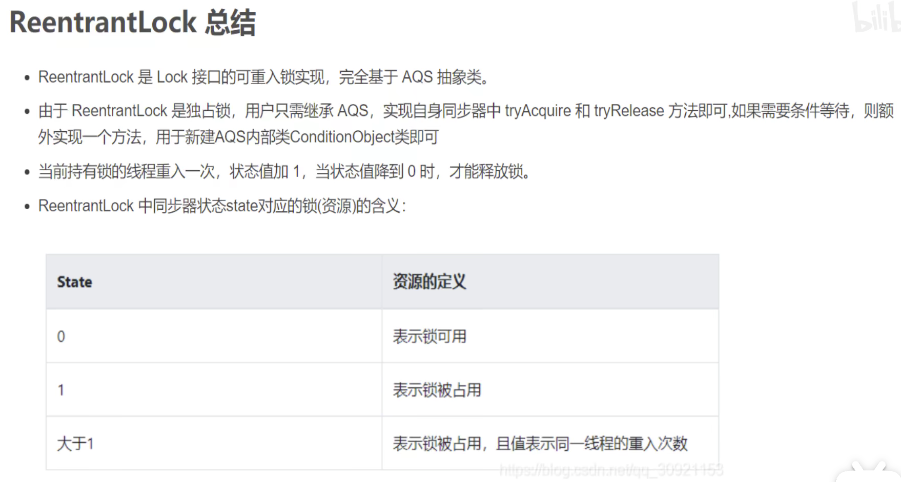 ReentrantLock 总结
bilib
ReentrantLock 是 Lock 接口的可重入锁实现，完全基于 AQS 抽象类。
由于 ReentrantLock 是独占锁，用户只需继承 AQS，实现自身同步器中 tryAcquire 和 tryRelease 方法即可,如果需要条件等待，则额
外实现一个方法，用于新建AQS内部类ConditionObject类即可
当前持有锁的线程重入一次，状态值加 1，当状态值降到 0 时，才能释放锁。
ReentrantLock 中同步器状态state对应的锁(资源)的含义：
State 资源的定义
0 表示锁可用
1 表示锁被占用
大于1 表示锁被占用，且值表示同一线程的重入次数
https://blog.csdn.net/qq_30921153